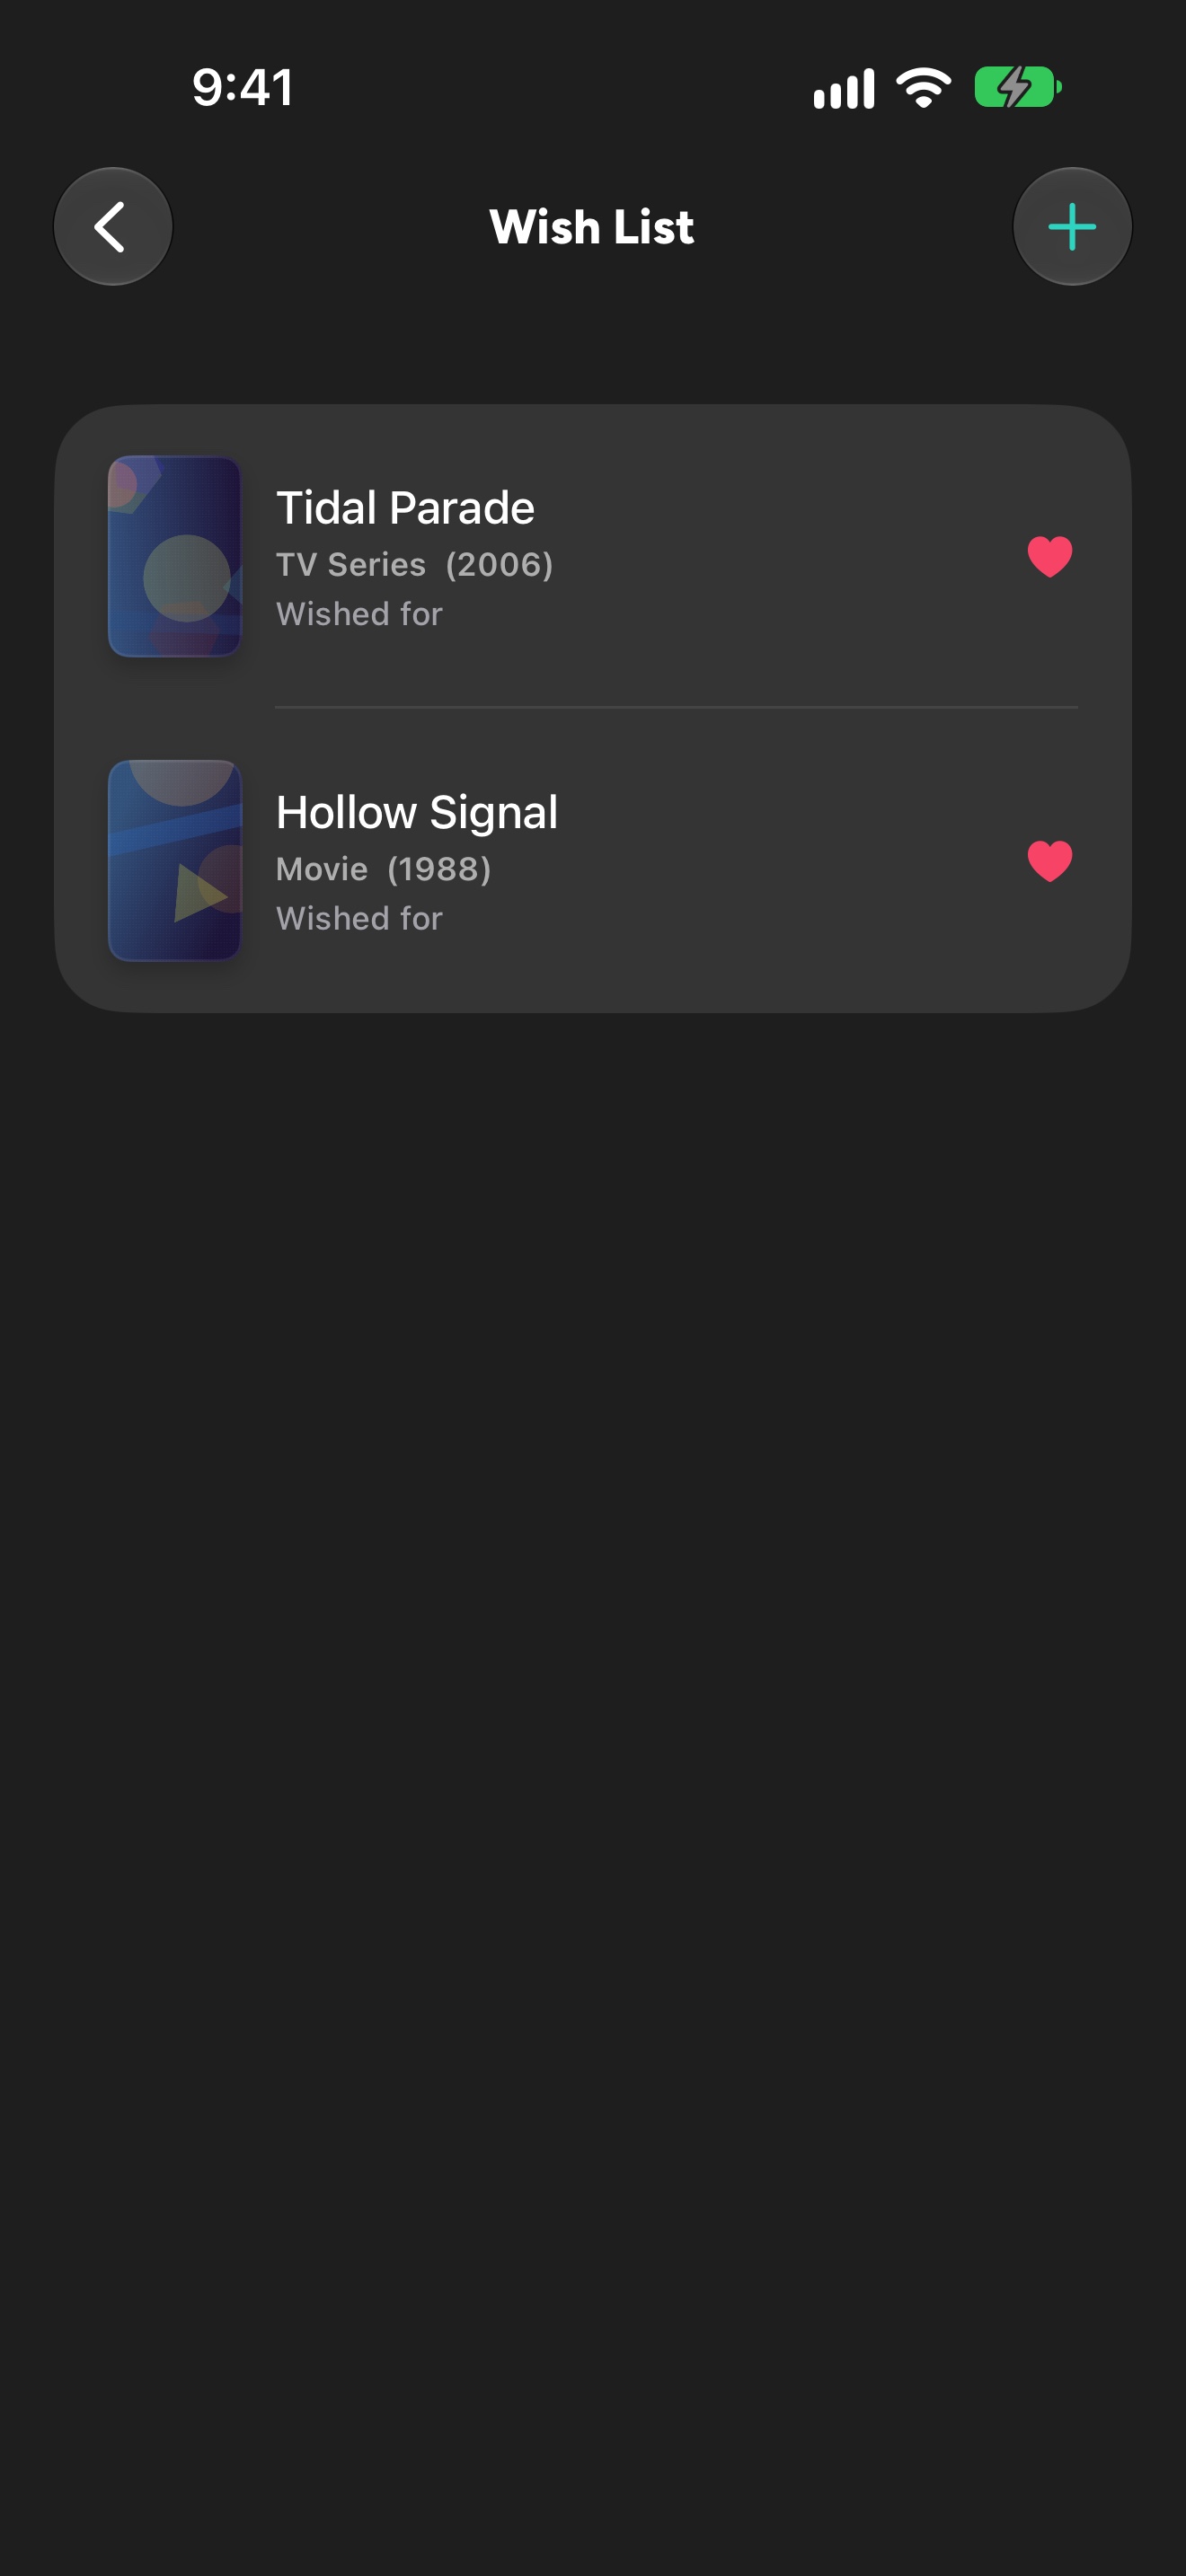 9:41
Wish List
Tidal Parade
TV Series (2006)
Wished for
Hollow Signal
Movie (1988)
Wished for